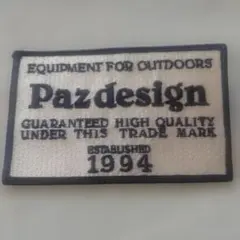 EQUIPMENT FOR OUTDOORS
Pazdesign
GUARANTEED HIGH QUALITY
UNDER THIS TRADE MARK
ESTABLISHED
1994